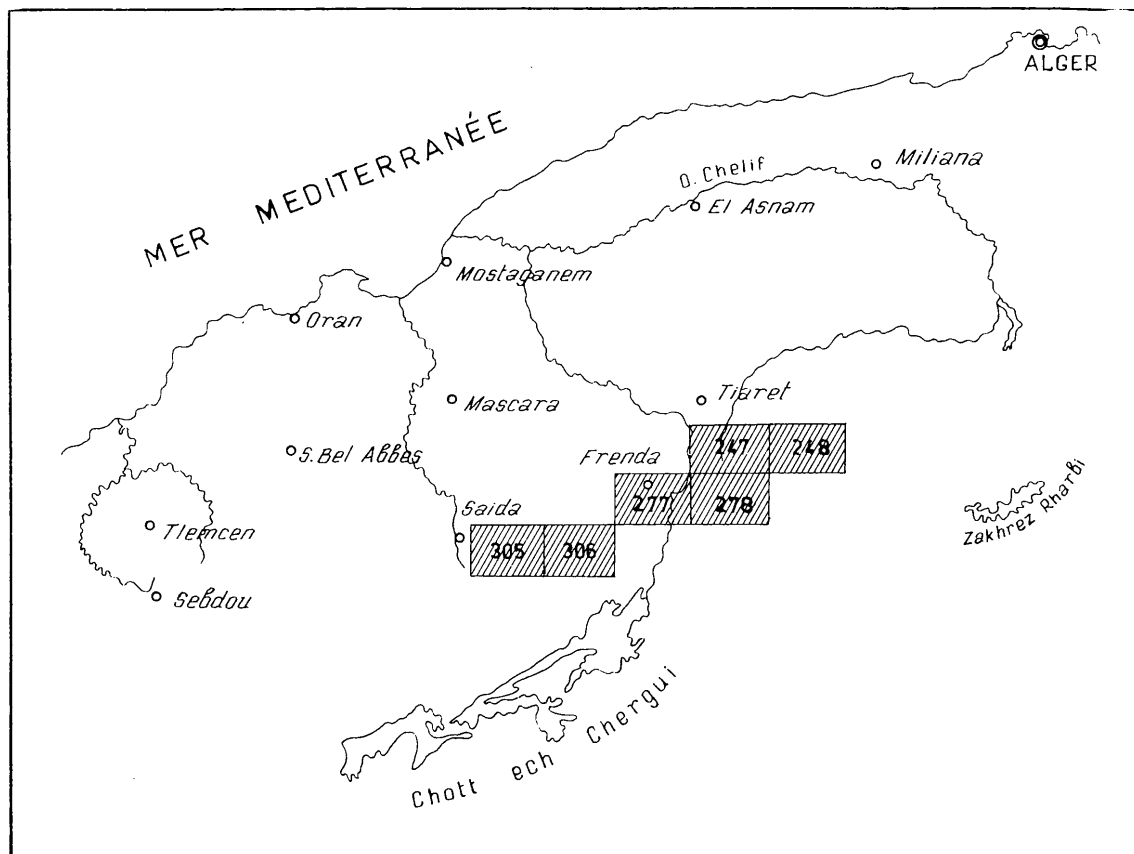 ALGER
MER MEDITERRANÉE
O. Chelif
Miliana
El Asnam
Mostaganem
Oran
Tiaret
Mascara
S. Bel Abbes
Frenda
247
248
277
278
Saida
Tlemcen
305
306
Zakhrez Rharbi
Sebdou
Chott ech Chergui